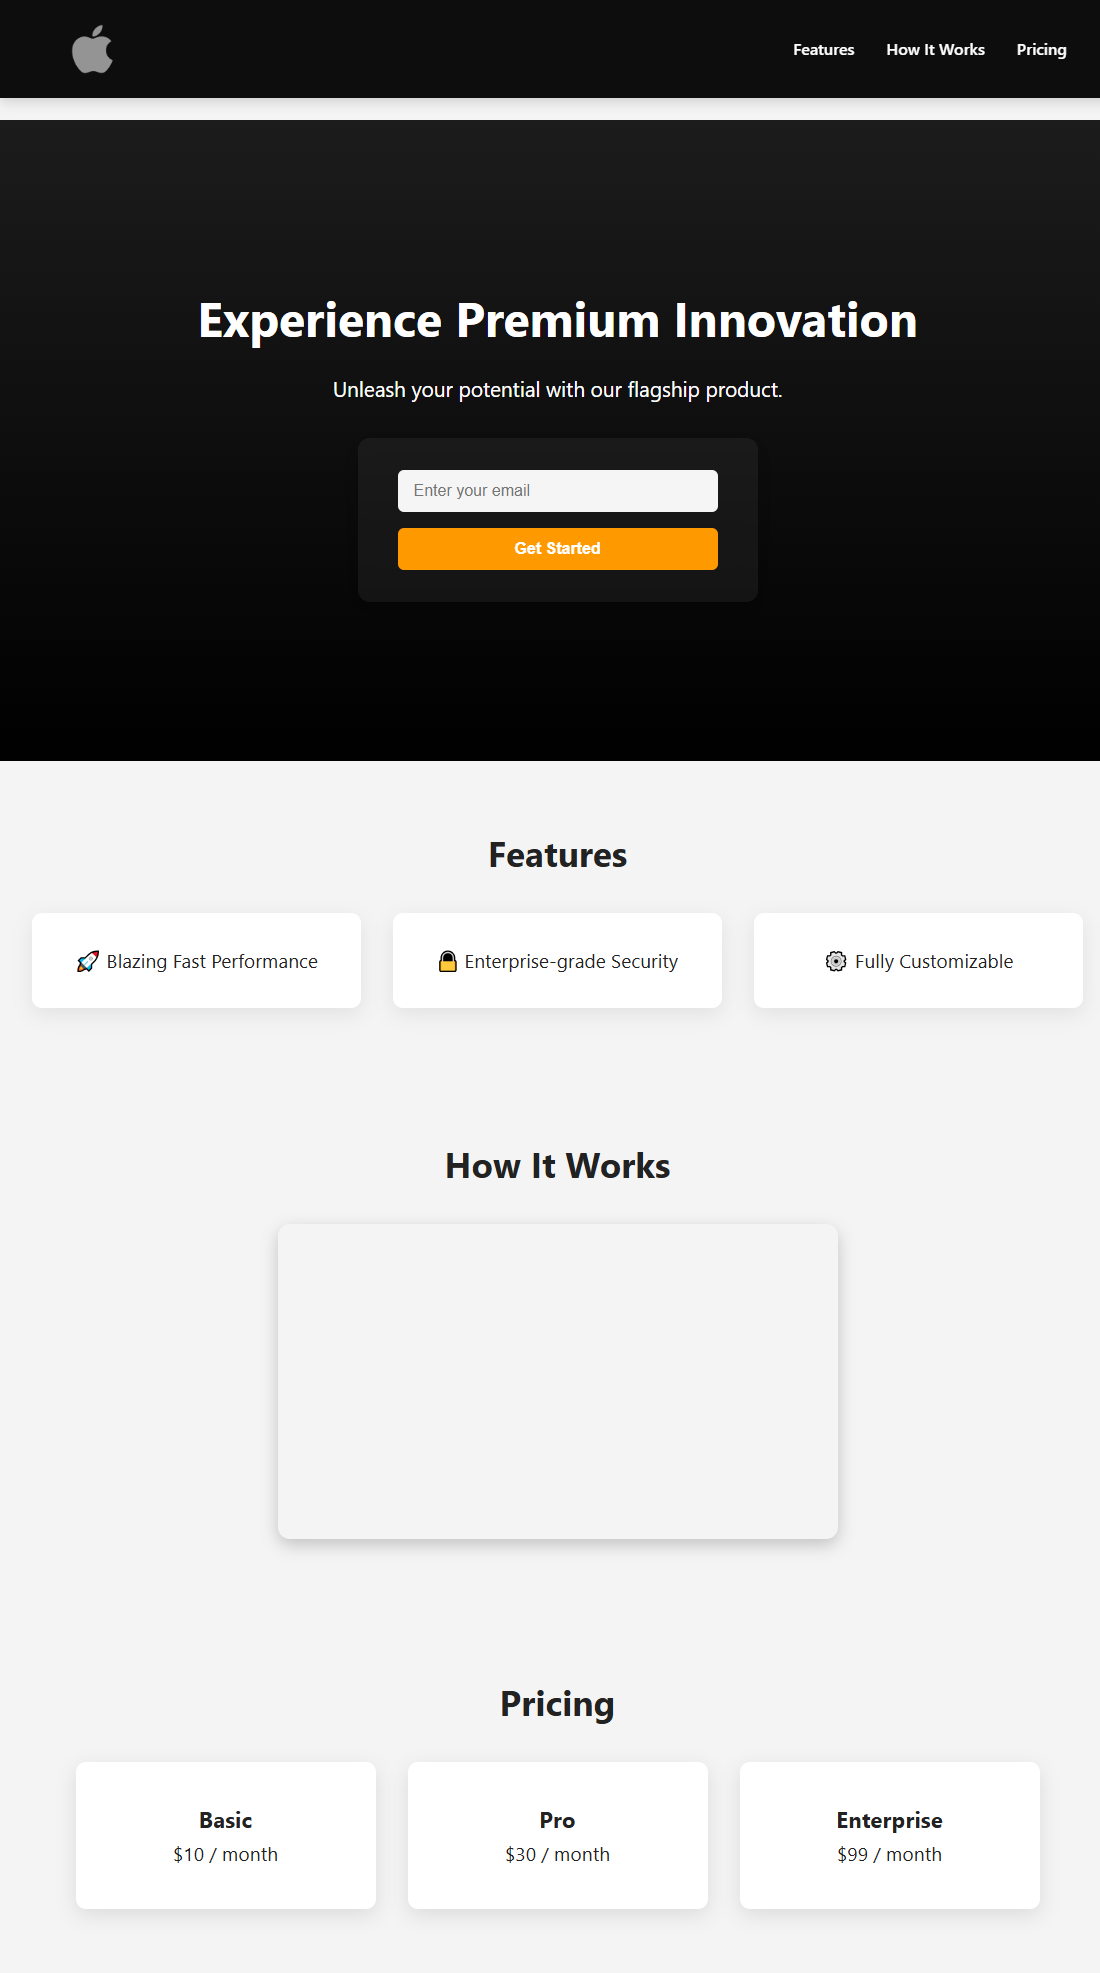 Features How It Works Pricing
Experience Premium Innovation
Unleash your potential with our flagship product.
Enter your email
Get Started
Features
🚀 Blazing Fast Performance
🔒 Enterprise-grade Security
⚙️ Fully Customizable
How It Works
Pricing
Basic
$10 / month
Pro
$30 / month
Enterprise
$99 / month